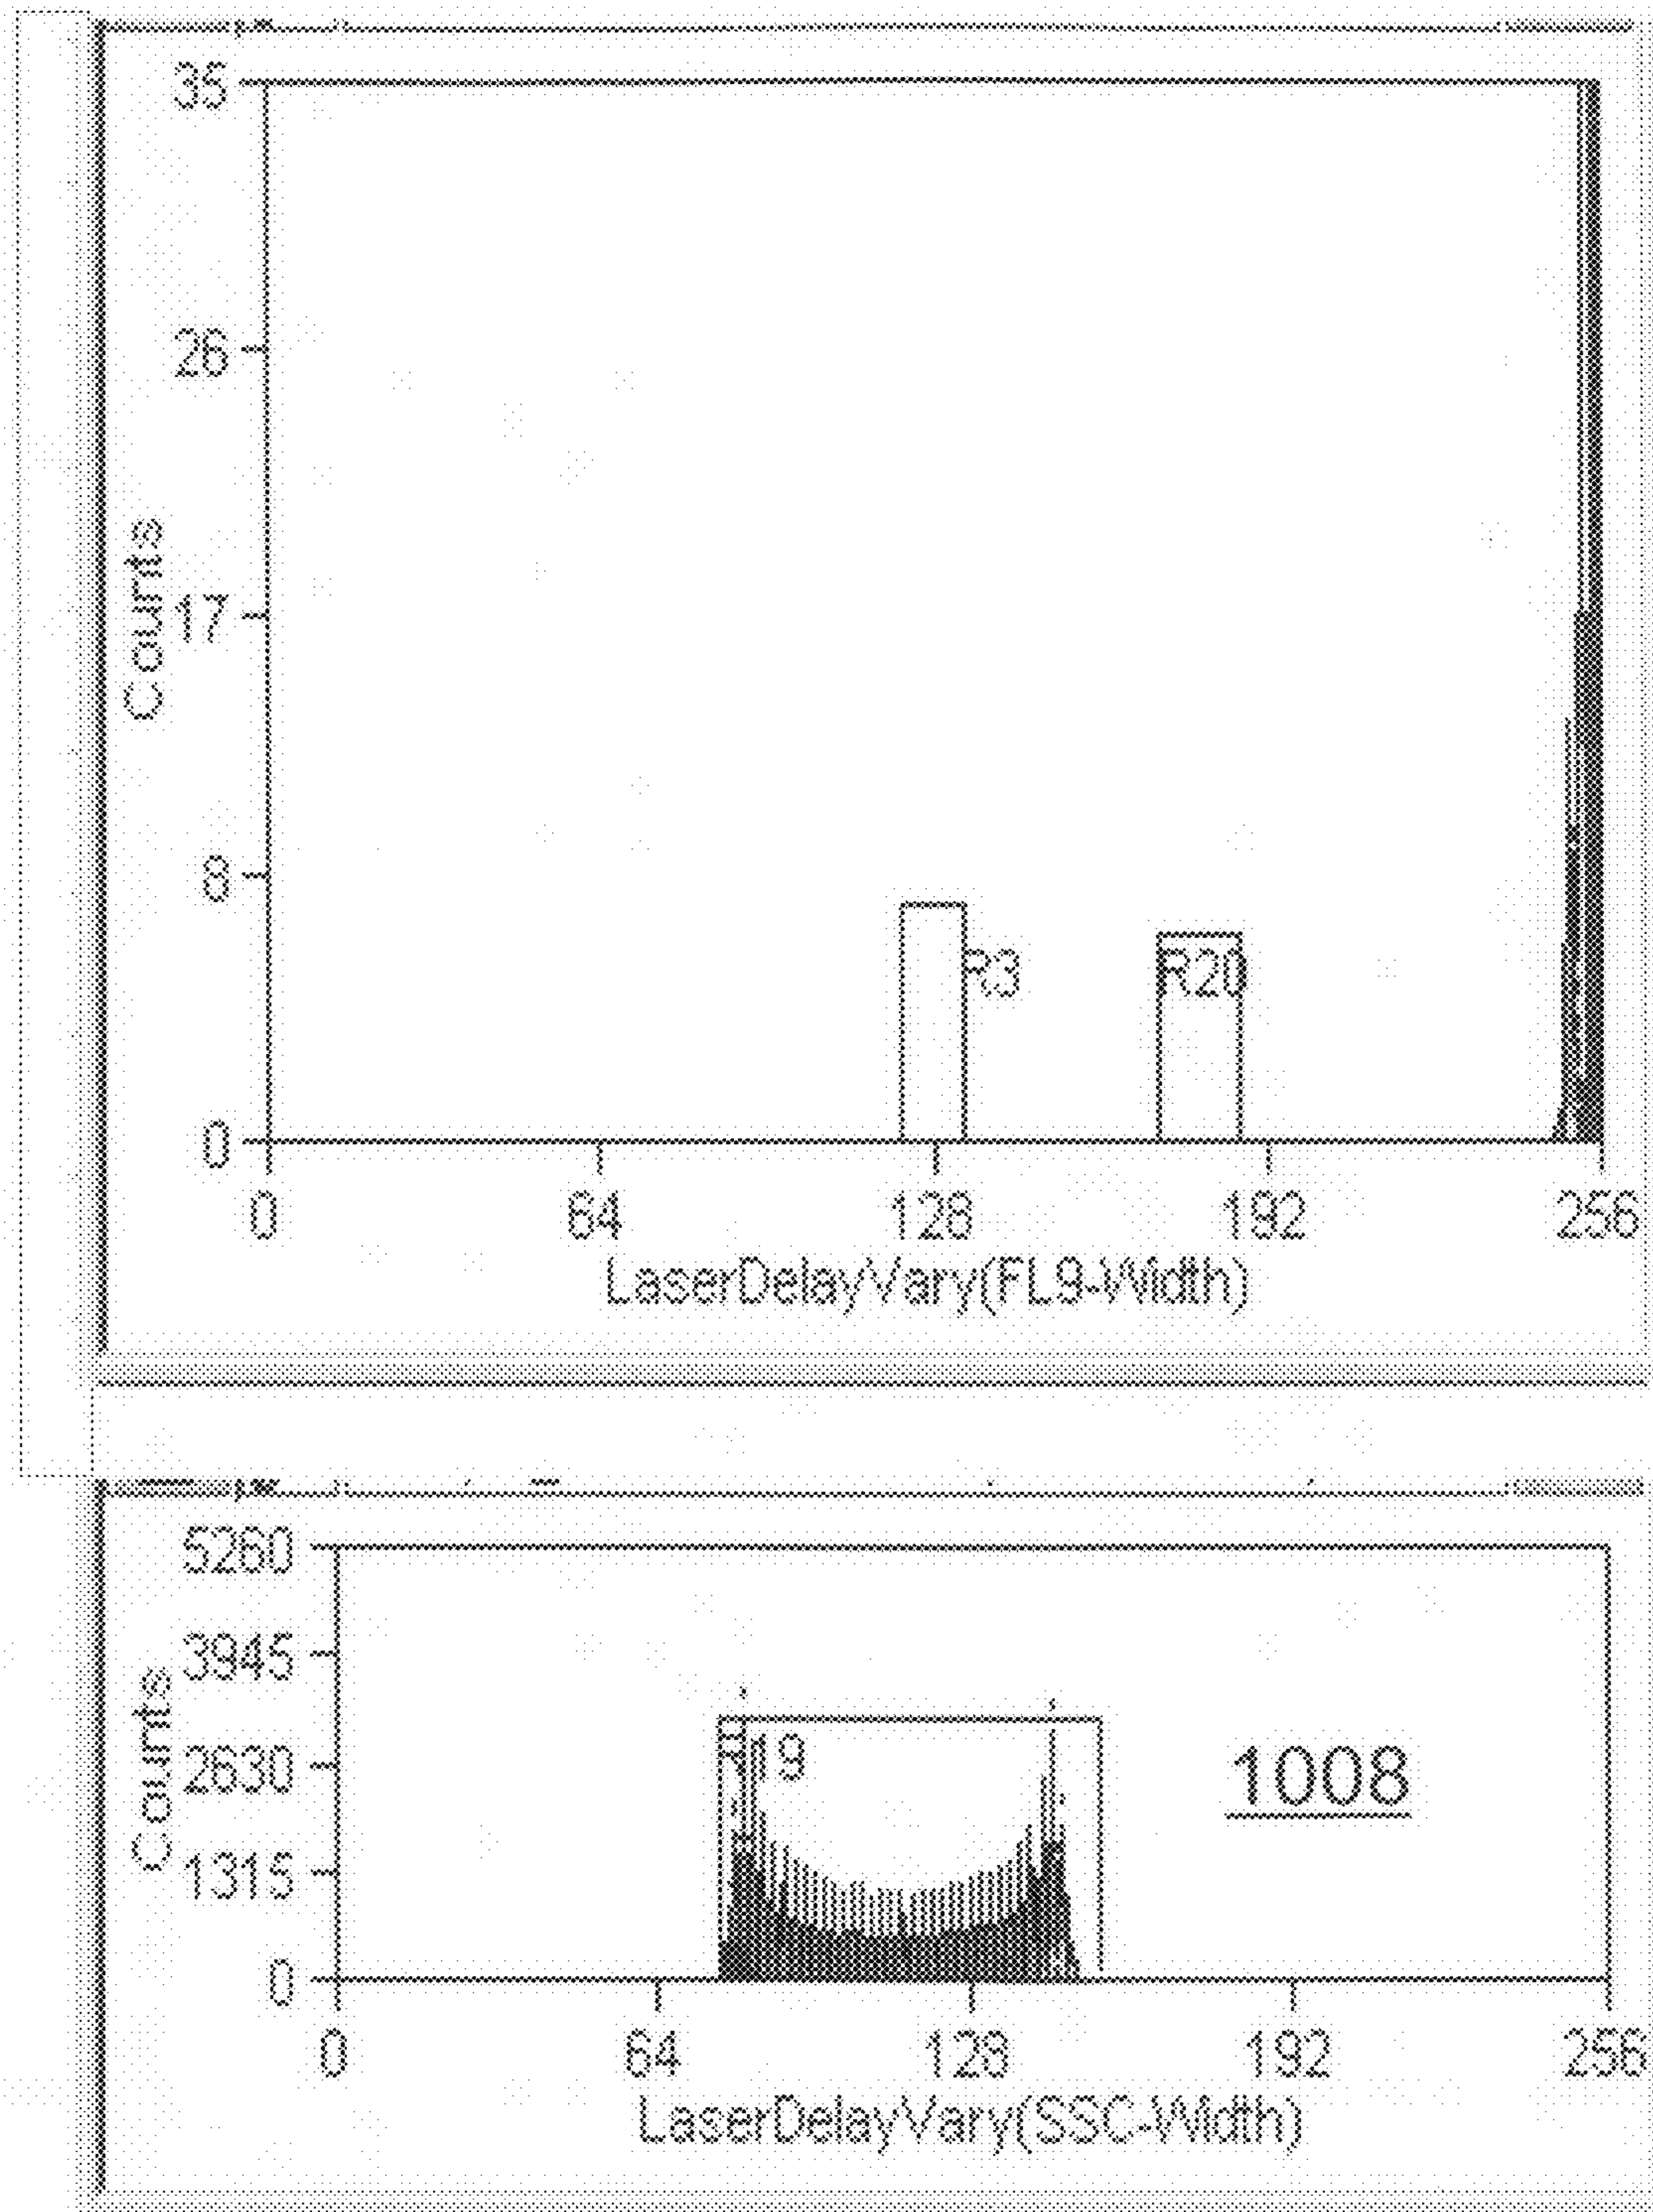 35
26
Counts
17
8
R3
R20
0
0 64 128 192 256
LaserDelayVary(FL9-Width)
5260
3945
Counts
R19
2630
1008
1315
0
0 64 128 192 256
LaserDelayVary(SSC-Width)